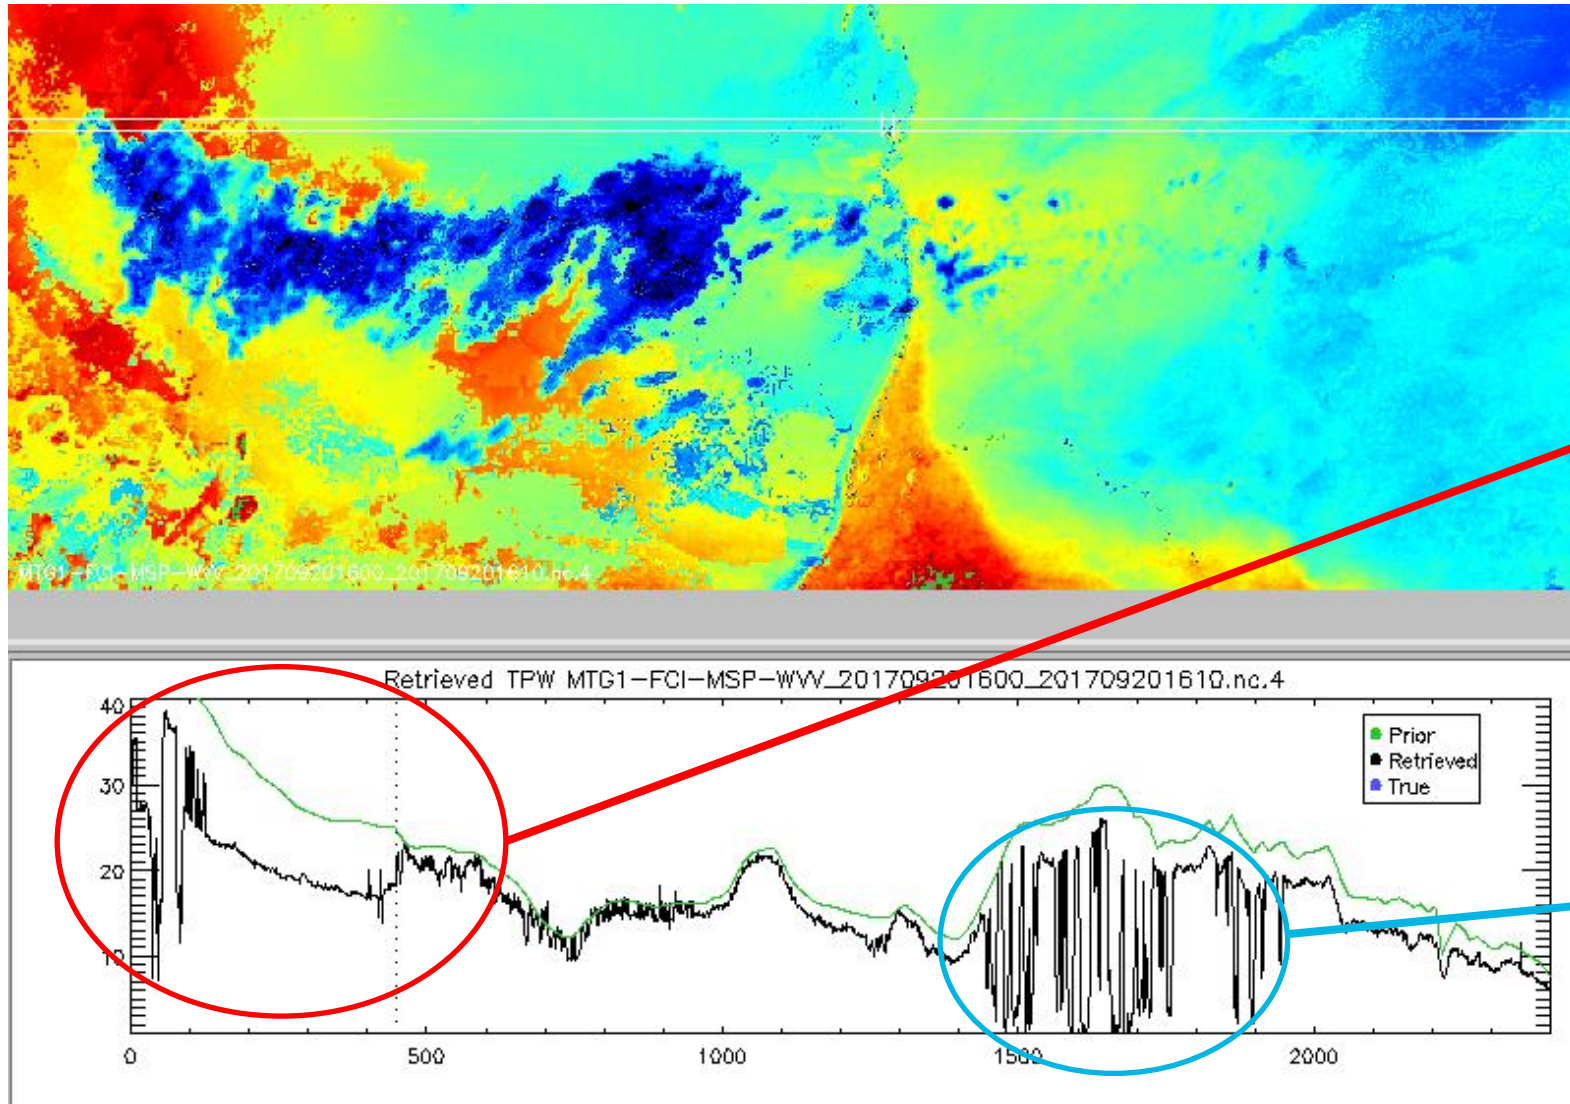 MTG1-FCI-MSP-WVV_201709201600_201709201610.nc.4
Retrieved TPW MTG1-FCI-MSP-WVV_201709201600_201709201610.nc.4
40
30
20
10
Prior
Retrieved
True
0
500
1000
1500
2000